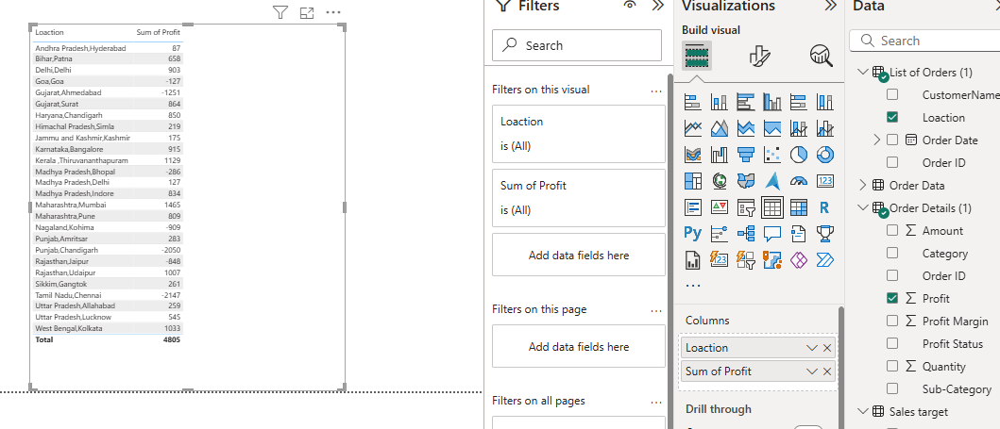 Loaction Sum of Profit
Andhra Pradesh,Hyderabad 87
Bihar,Patna 658
Delhi,Delhi 903
Goa,Goa -127
Gujarat,Ahmedabad -1251
Gujarat,Surat 864
Haryana,Chandigarh 850
Himachal Pradesh,Simla 219
Jammu and Kashmir,Kashmir 175
Karnataka,Bangalore 915
Kerala ,Thiruvananthapuram 1129
Madhya Pradesh,Bhopal -286
Madhya Pradesh,Delhi 127
Madhya Pradesh,Indore 834
Maharashtra,Mumbai 1465
Maharashtra,Pune 809
Nagaland,Kohima -909
Punjab,Amritsar 283
Punjab,Chandigarh -2050
Rajasthan,Jaipur -848
Rajasthan,Udaipur 1007
Sikkim,Gangtok 261
Tamil Nadu,Chennai -2147
Uttar Pradesh,Allahabad 259
Uttar Pradesh,Lucknow 545
West Bengal,Kolkata 1033
Total 4805
Filters
Search
Filters on this visual
Loaction
is (All)
Sum of Profit
is (All)
Add data fields here
Filters on this page
Add data fields here
Filters on all pages
Visualizations
Build visual
123
R
Py
123
Columns
Loaction
Sum of Profit
Drill through
Data
Search
List of Orders (1)
CustomerName
Loaction
Order Date
Order ID
Order Data
Order Details (1)
Amount
Category
Order ID
Profit
Profit Margin
Profit Status
Quantity
Sub-Category
Sales target